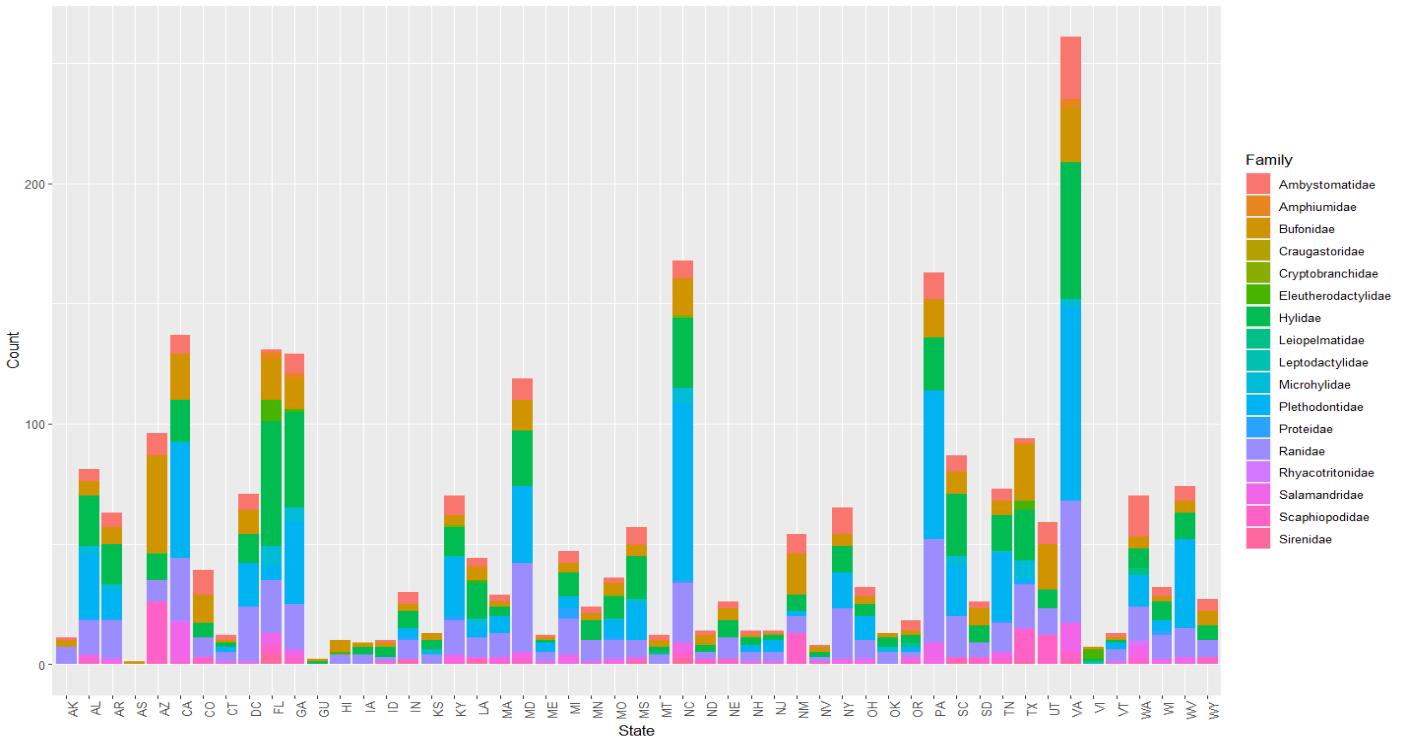 Count
200
100
0
AK AL AR AS AZ CA CO CT DC FL GA GU HI IA ID IN KS KY LA MA MD ME MI MN MO MS MT NC ND NE NH NJ NM NV NY OH OK OR PA SC SD TN TX UT VA VI VT WA WI WV WY
State
Family
Ambystomatidae
Amphiumidae
Bufonidae
Craugastoridae
Cryptobranchidae
Eleutherodactylidae
Hylidae
Leiopelmatidae
Leptodactylidae
Microhylidae
Plethodontidae
Proteidae
Ranidae
Rhyacotritonidae
Salamandridae
Scaphiopodidae
Sirenidae